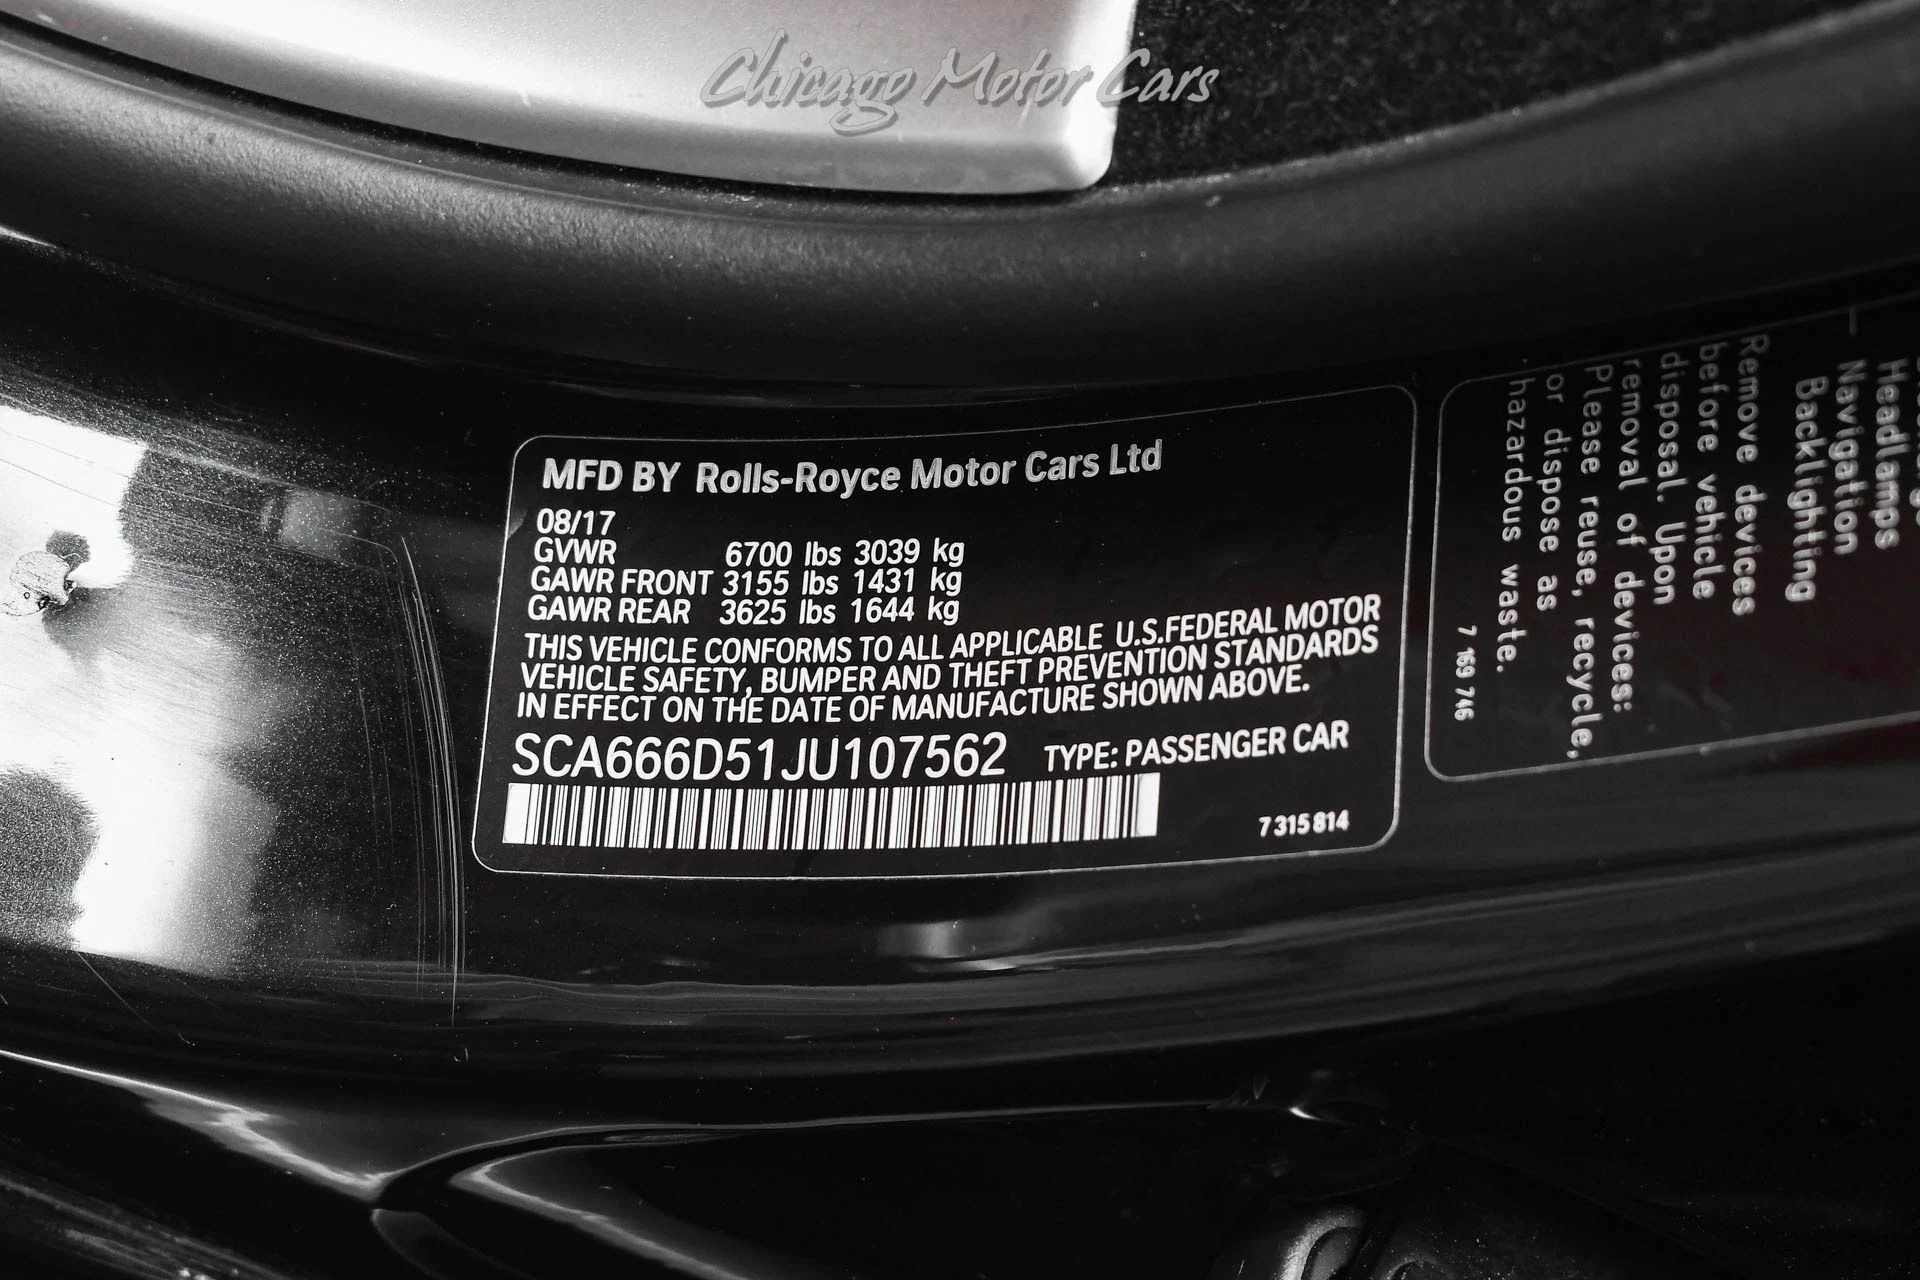 Chicago Motor Cars
MFD BY Rolls-Royce Motor Cars Ltd
08/17
GVWR 6700 lbs 3039 kg
GAWR FRONT 3155 lbs 1431 kg
GAWR REAR 3625 lbs 1644 kg
THIS VEHICLE CONFORMS TO ALL APPLICABLE U.S.FEDERAL MOTOR
VEHICLE SAFETY, BUMPER AND THEFT PREVENTION STANDARDS
IN EFFECT ON THE DATE OF MANUFACTURE SHOWN ABOVE.
SCA666D51JU107562 TYPE: PASSENGER CAR
7 315 814
Headlamps
Navigation
Backlighting
Remove devices
before vehicle
disposal. Upon
removal of devices:
Please reuse, recycle,
or dispose as
hazardous waste.
7 169 746